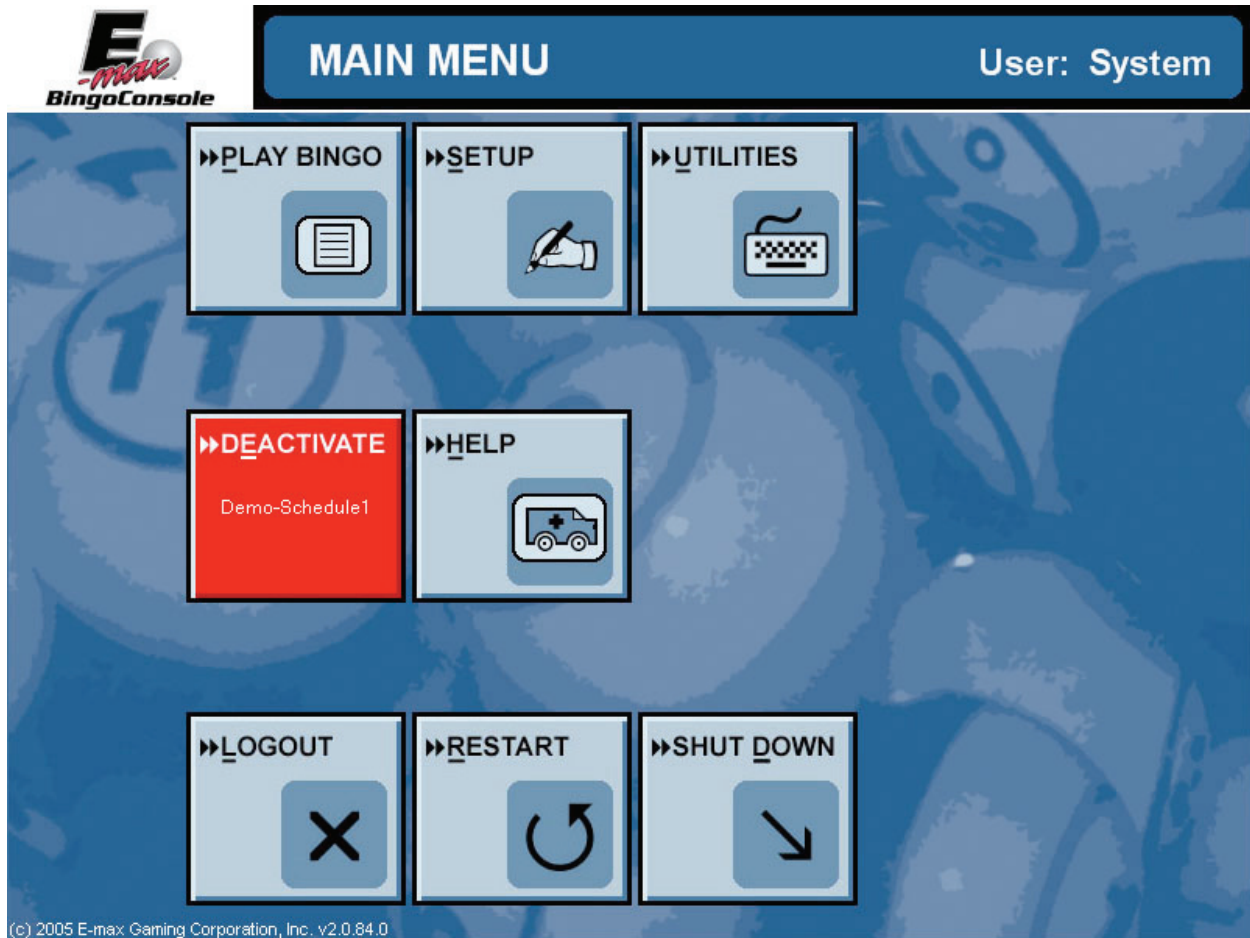 E
-max
BingoConsole
MAIN MENU
User: System
»PLAY BINGO
»SETUP
»UTILITIES
11
»DEACTIVATE
Demo-Schedule1
»HELP
»LOGOUT
»RESTART
»SHUT DOWN
(c) 2005 E-max Gaming Corporation, Inc. v2.0.84.0